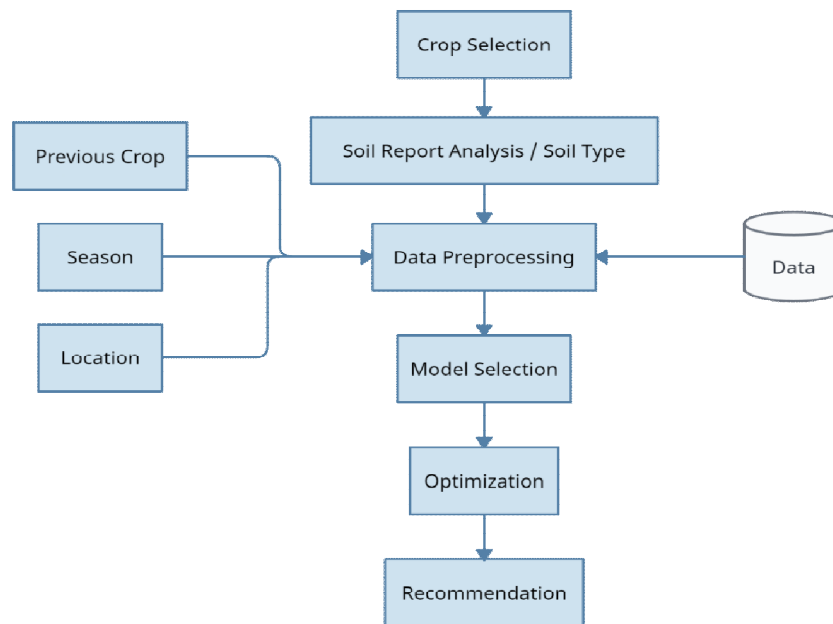 Crop Selection
Soil Report Analysis / Soil Type
Previous Crop
Season
Data Preprocessing
Data
Location
Model Selection
Optimization
Recommendation